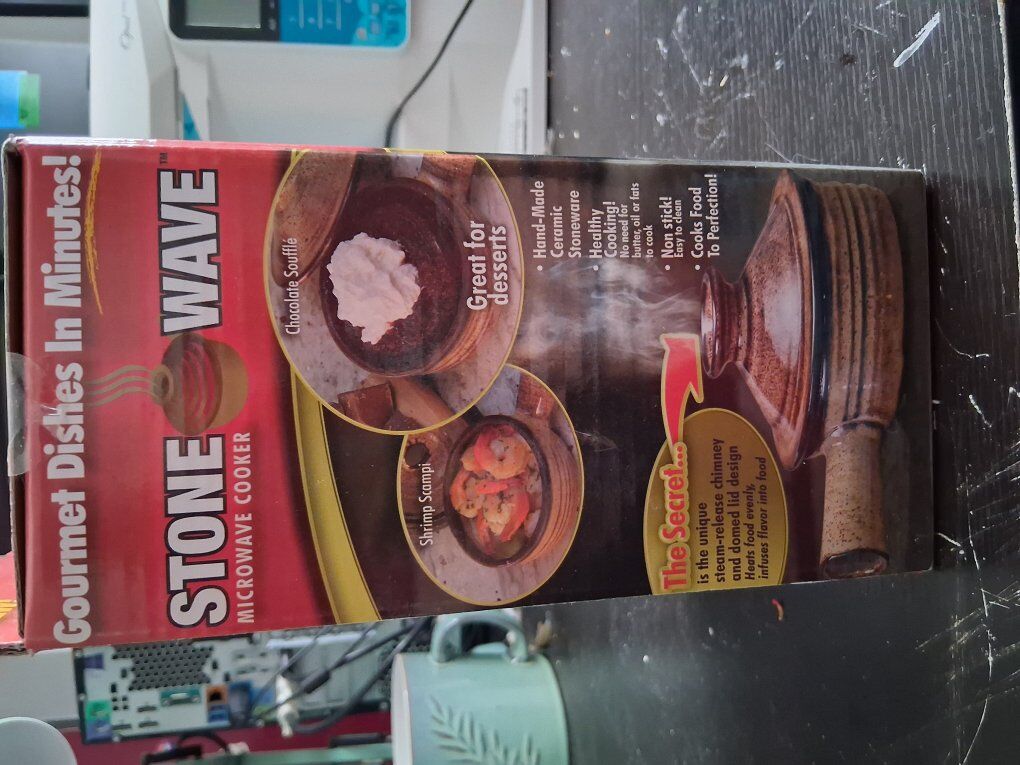 Gourmet Dishes In Minutes!
STONE WAVE™
MICROWAVE COOKER
Chocolate Soufflé
Great for
desserts
Shrimp Scampi
• Hand-Made
Ceramic
Stoneware
• Healthy
Cooking!
No need for
butter, oil or fats
to cook
• Non stick!
Easy to clean
• Cooks Food
To Perfection!
The Secret...
is the unique
steam-release chimney
and domed lid design
Heats food evenly,
infuses flavor into food